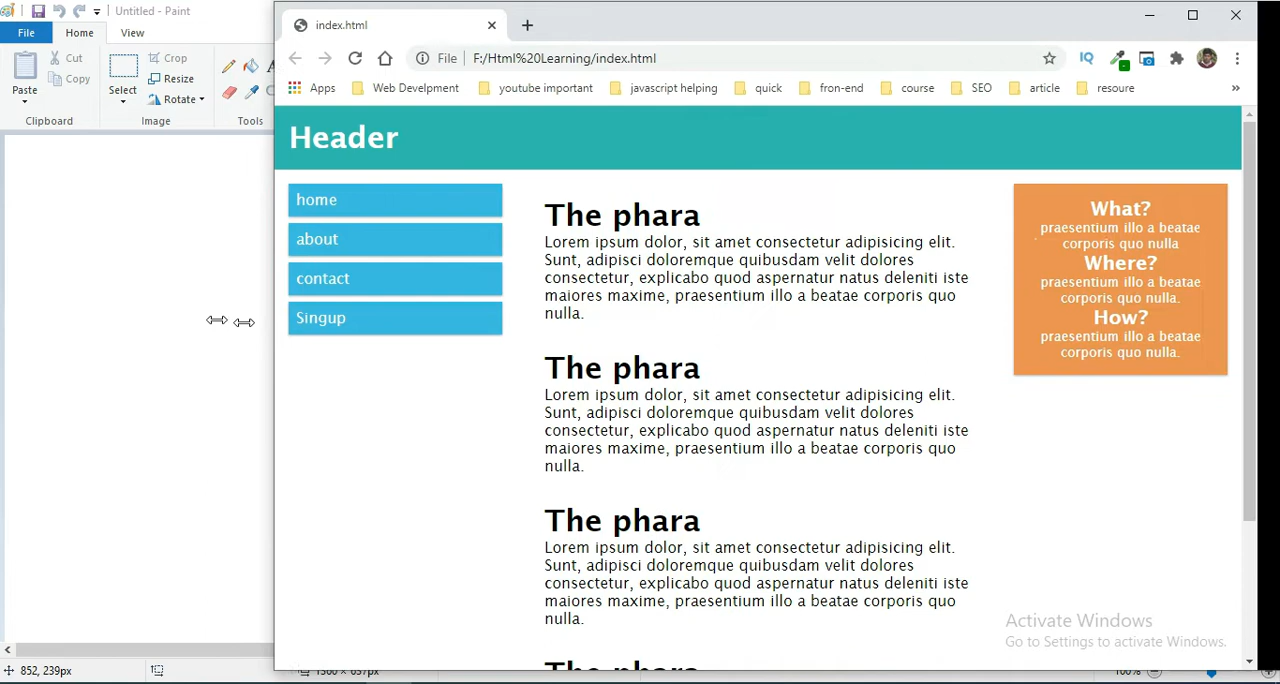 Untitled - Paint
File
Home
View
Paste
Cut
Copy
Clipboard
Select
Crop
Resize
Rotate
Image
Tools
index.html
File
F:/Html%20Learning/index.html
Apps
Web Develpment
youtube important
javascript helping
quick
fron-end
course
SEO
article
resoure
»
Header
home
about
contact
Singup
The phara
Lorem ipsum dolor, sit amet consectetur adipisicing elit.
Sunt, adipisci doloremque quibusdam velit dolores
consectetur, explicabo quod aspernatur natus deleniti iste
maiores maxime, praesentium illo a beatae corporis quo
nulla.
The phara
Lorem ipsum dolor, sit amet consectetur adipisicing elit.
Sunt, adipisci doloremque quibusdam velit dolores
consectetur, explicabo quod aspernatur natus deleniti iste
maiores maxime, praesentium illo a beatae corporis quo
nulla.
The phara
Lorem ipsum dolor, sit amet consectetur adipisicing elit.
Sunt, adipisci doloremque quibusdam velit dolores
consectetur, explicabo quod aspernatur natus deleniti iste
maiores maxime, praesentium illo a beatae corporis quo
nulla.
The phara
What?
praesentium illo a beatae
corporis quo nulla
Where?
praesentium illo a beatae
corporis quo nulla.
How?
praesentium illo a beatae
corporis quo nulla.
Activate Windows
Go to Settings to activate Windows.
852, 239px
100%